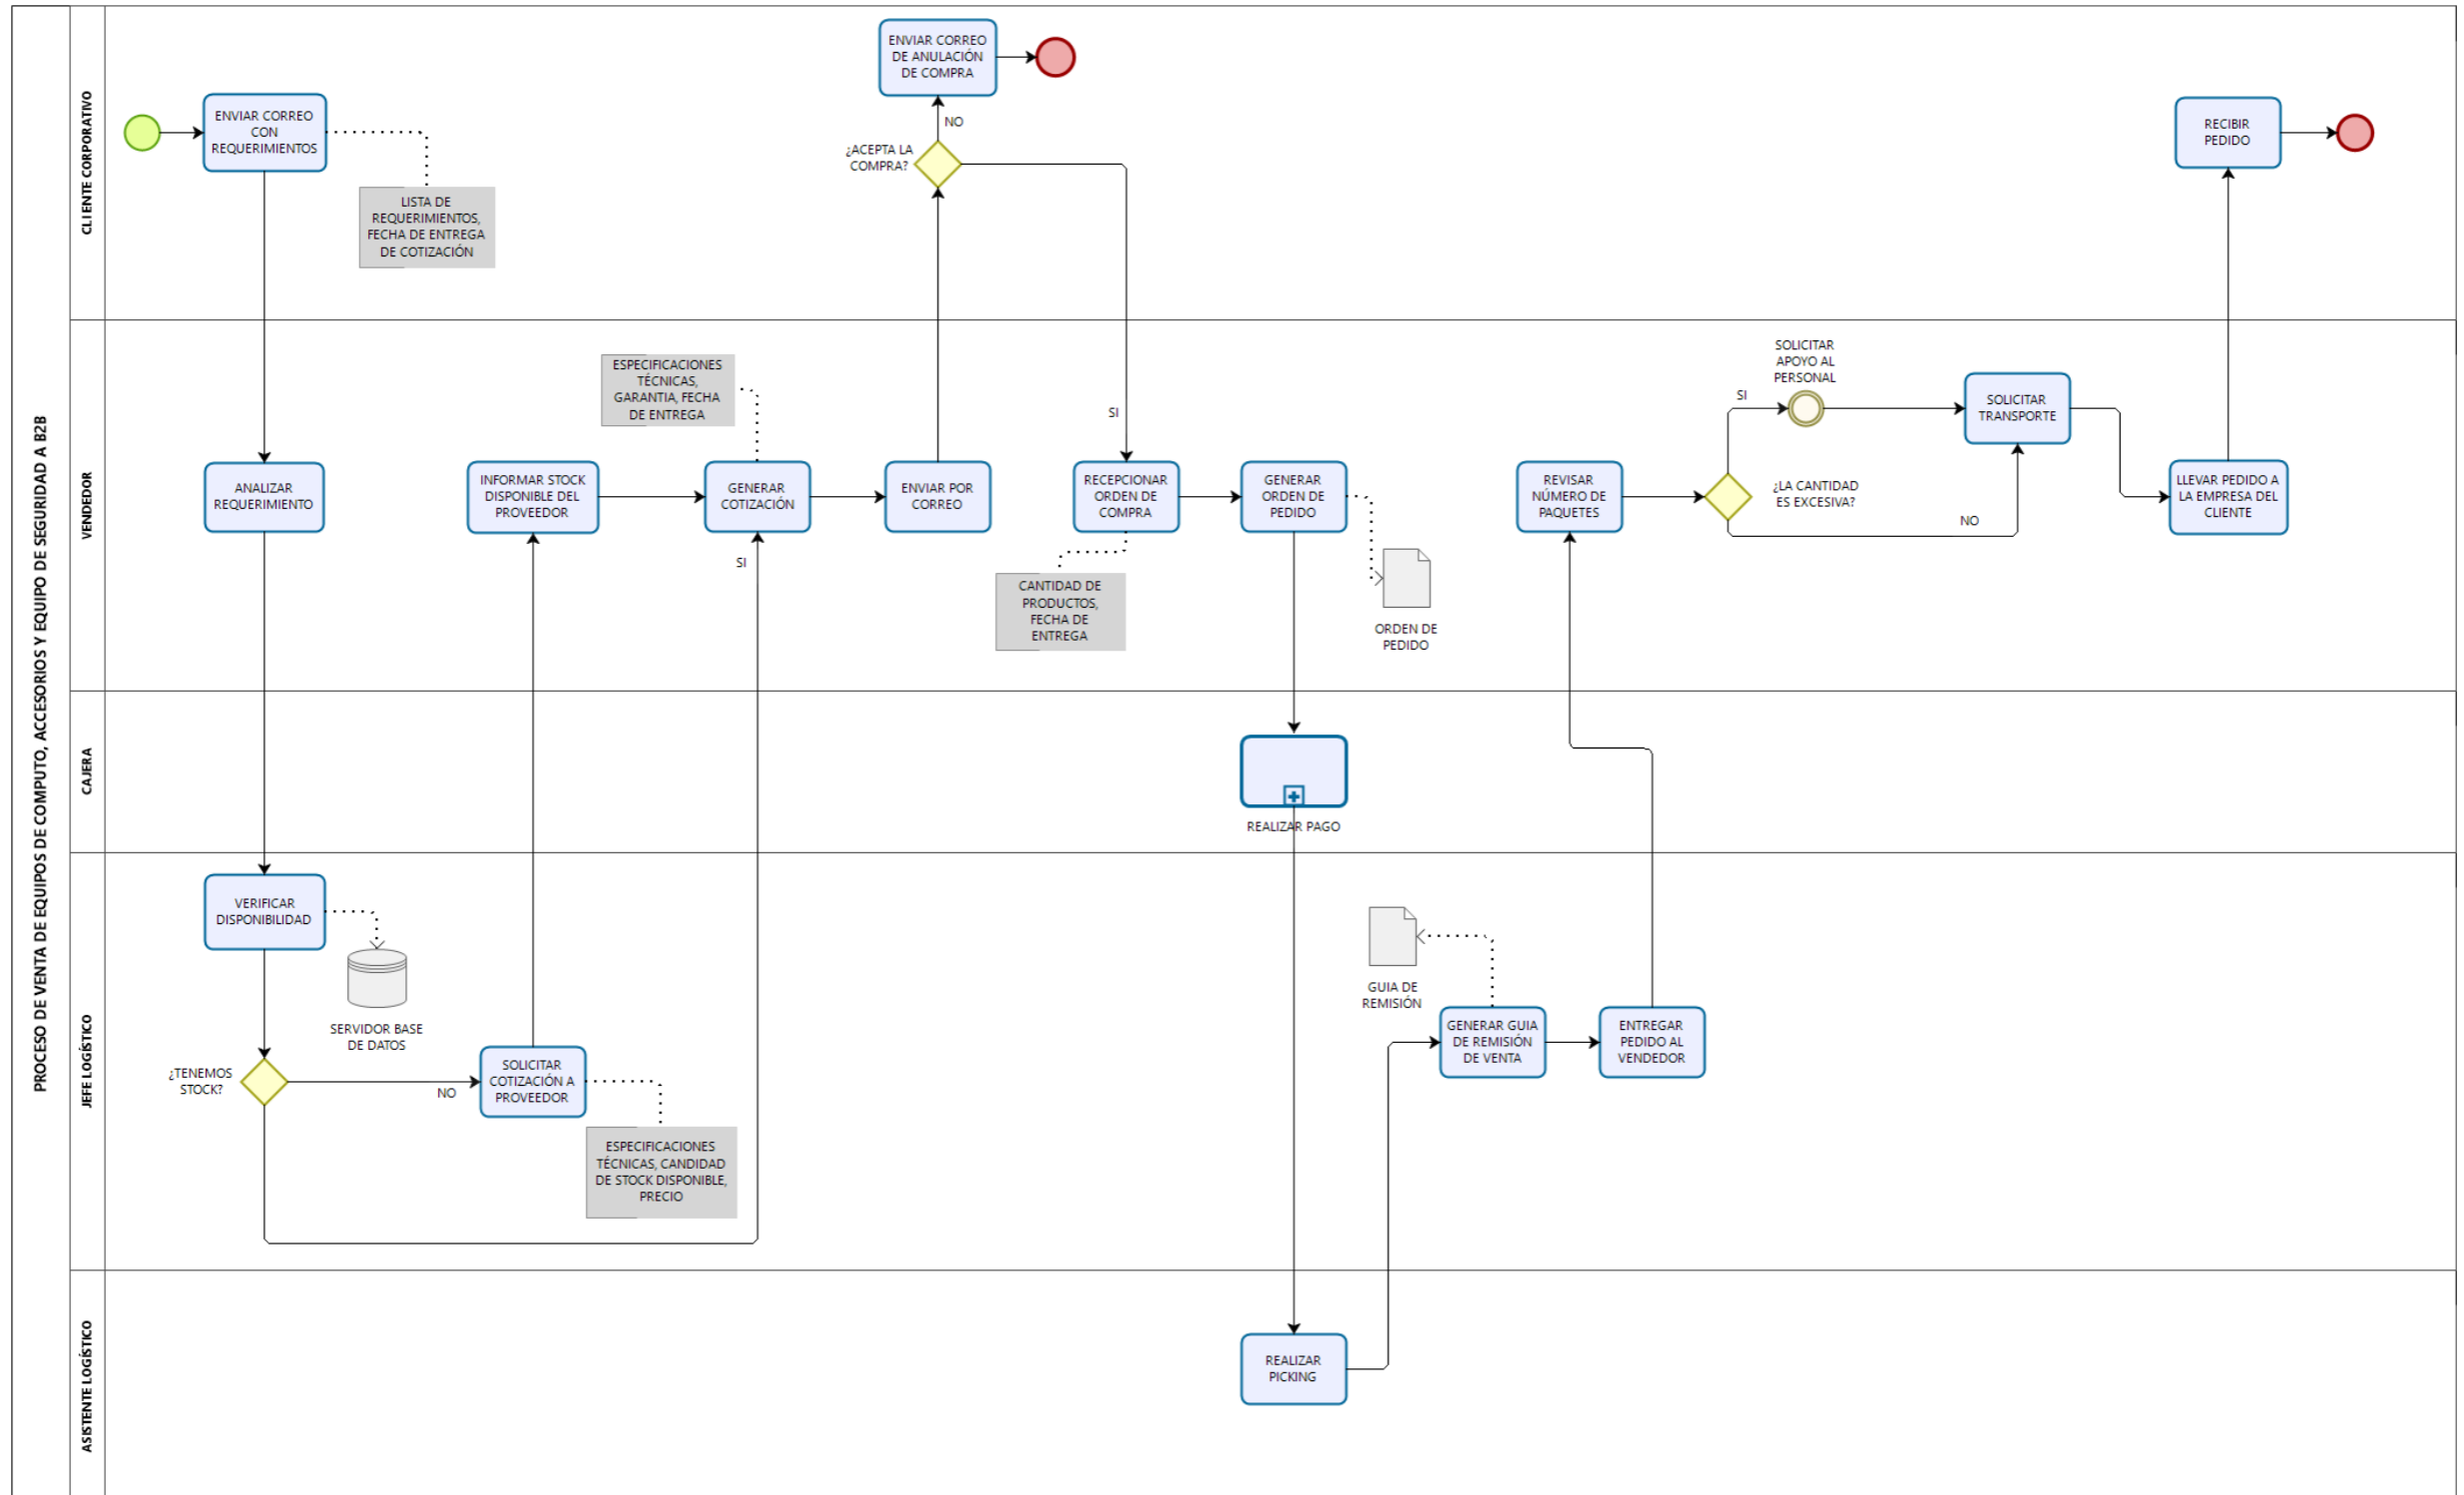 PROCESO DE VENTA DE EQUIPOS DE COMPUTO, ACCESORIOS Y EQUIPO DE SEGURIDAD A B2B
CLIENTE CORPORATIVO
ENVIAR CORREO
CON
REQUERIMIENTOS
LISTA DE
REQUERIMIENTOS,
FECHA DE ENTREGA
DE COTIZACIÓN
ENVIAR CORREO
DE ANULACIÓN
DE COMPRA
NO
¿ACEPTA LA
COMPRA?
SI
RECIBIR
PEDIDO
VENDEDOR
ANALIZAR
REQUERIMIENTO
INFORMAR STOCK
DISPONIBLE DEL
PROVEEDOR
ESPECIFICACIONES
TÉCNICAS,
GARANTIA, FECHA
DE ENTREGA
GENERAR
COTIZACIÓN
SI
ENVIAR POR
CORREO
RECEPCIONAR
ORDEN DE
COMPRA
CANTIDAD DE
PRODUCTOS,
FECHA DE
ENTREGA
GENERAR
ORDEN DE
PEDIDO
ORDEN DE
PEDIDO
REVISAR
NÚMERO DE
PAQUETES
¿LA CANTIDAD
ES EXCESIVA?
SI
NO
SOLICITAR
APOYO AL
PERSONAL
SOLICITAR
TRANSPORTE
LLEVAR PEDIDO A
LA EMPRESA DEL
CLIENTE
CAJERA
REALIZAR PAGO
JEFE LOGÍSTICO
VERIFICAR
DISPONIBILIDAD
SERVIDOR BASE
DE DATOS
¿TENEMOS
STOCK?
NO
SOLICITAR
COTIZACIÓN A
PROVEEDOR
ESPECIFICACIONES
TÉCNICAS, CANDIDAD
DE STOCK DISPONIBLE,
PRECIO
GUIA DE
REMISIÓN
GENERAR GUIA
DE REMISIÓN
DE VENTA
ENTREGAR
PEDIDO AL
VENDEDOR
ASISTENTE LOGÍSTICO
REALIZAR
PICKING